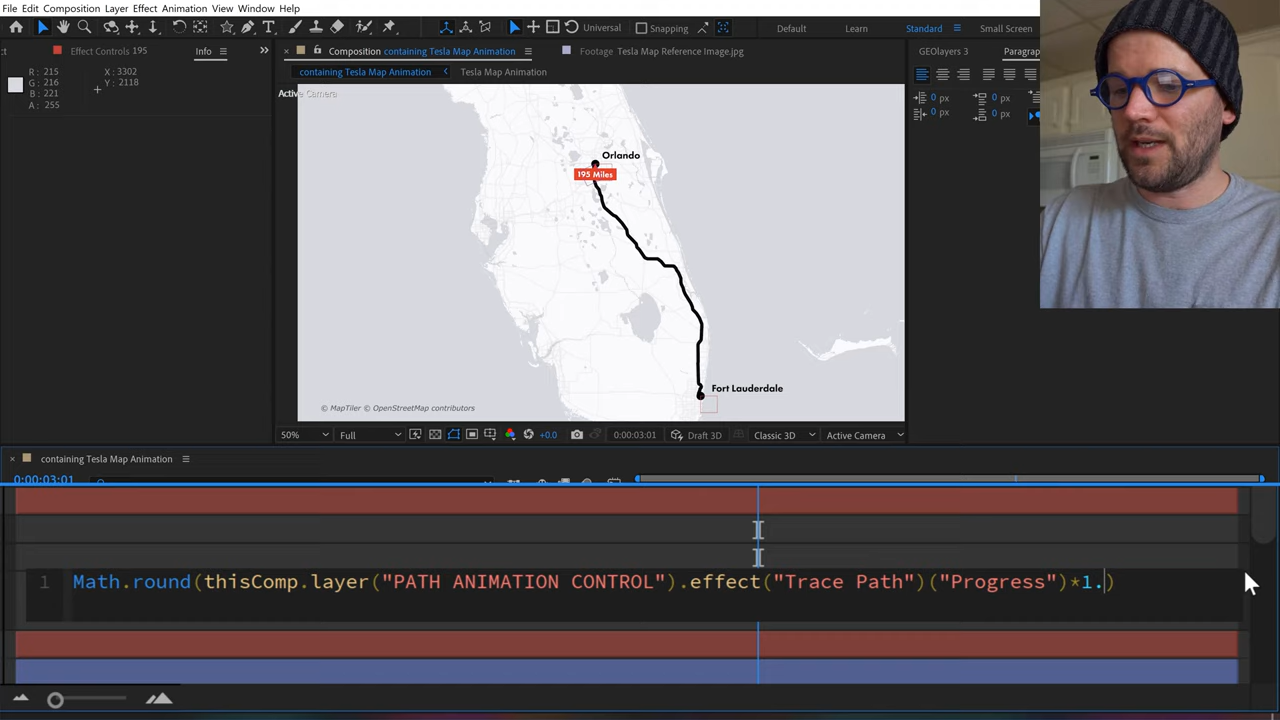 File Edit Composition Layer Effect Animation View Window Help
Universal
Snapping
Default
Learn
Standard
Small Screen
Effect Controls 195
Info
Composition containing Tesla Map Animation
Footage Tesla Map Reference Image.jpg
GEOlayers 3
Paragra
containing Tesla Map Animation
Tesla Map Animation
R : 215
G : 216
B : 221
A : 255
X : 3302
Y : 2118
Active Camera
0 px
0 px
0 px
0 px
Orlando
195 Miles
Fort Lauderdale
© MapTiler © OpenStreetMap contributors
50%
Full
+0.0
0:00:03:01
Draft 3D
Classic 3D
Active Camera
containing Tesla Map Animation
0:00:03:01
1 Math.round(thisComp.layer("PATH ANIMATION CONTROL").effect("Trace Path")("Progress")*1.)